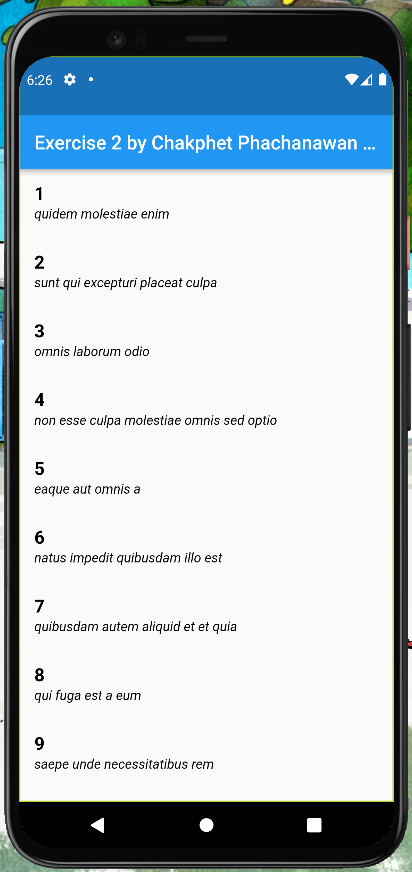 6:26
Exercise 2 by Chakphet Phachanawan ...
1
quidem molestiae enim
2
sunt qui excepturi placeat culpa
3
omnis laborum odio
4
non esse culpa molestiae omnis sed optio
5
eaque aut omnis a
6
natus impedit quibusdam illo est
7
quibusdam autem aliquid et et quia
8
qui fuga est a eum
9
saepe unde necessitatibus rem